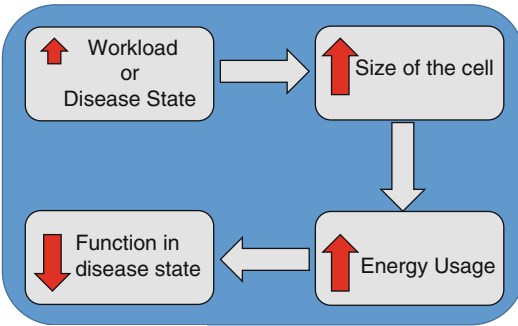 Workload
or
Disease State
Size of the cell
Energy Usage
Function in
disease state